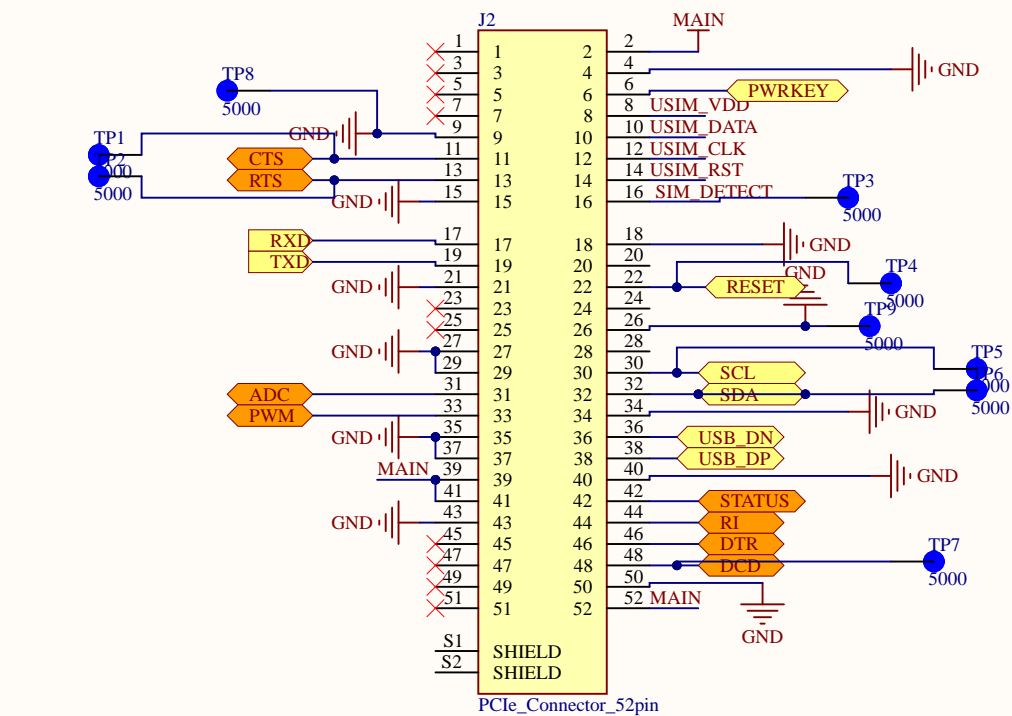 J2
MAIN
1 1 2 2
3 3 4 4 GND
TP8
5 5 6 6 PWRKEY
5000
7 7 8 8 USIM_VDD
GND 9 9 10 10 USIM_DATA
TP1
CTS 11 11 12 12 USIM_CLK
TP2
5000
RTS 13 13 14 14 USIM_RST
TP3
5000
GND 15 15 16 16 SIM_DETECT
5000
RXD 17 17 18 18 GND
TXD 19 19 20 20
GND TP4
GND 21 21 22 22 RESET
5000
23 23 24 24
TP9
25 25 26 26
5000
GND 27 27 28 28
TP5
29 29 30 30 SCL
TP6
5000
ADC 31 31 32 32 SDA
5000
PWM 33 33 34 34 GND
GND 35 35 36 36 USB_DN
37 37 38 38 USB_DP
MAIN 39 39 40 40 GND
41 41 42 42 STATUS
GND 43 43 44 44 RI
45 45 46 46 DTR
TP7
47 47 48 48 DCD
5000
49 49 50 50
51 51 52 52 MAIN
GND
S1 SHIELD
S2 SHIELD
PCIe_Connector_52pin